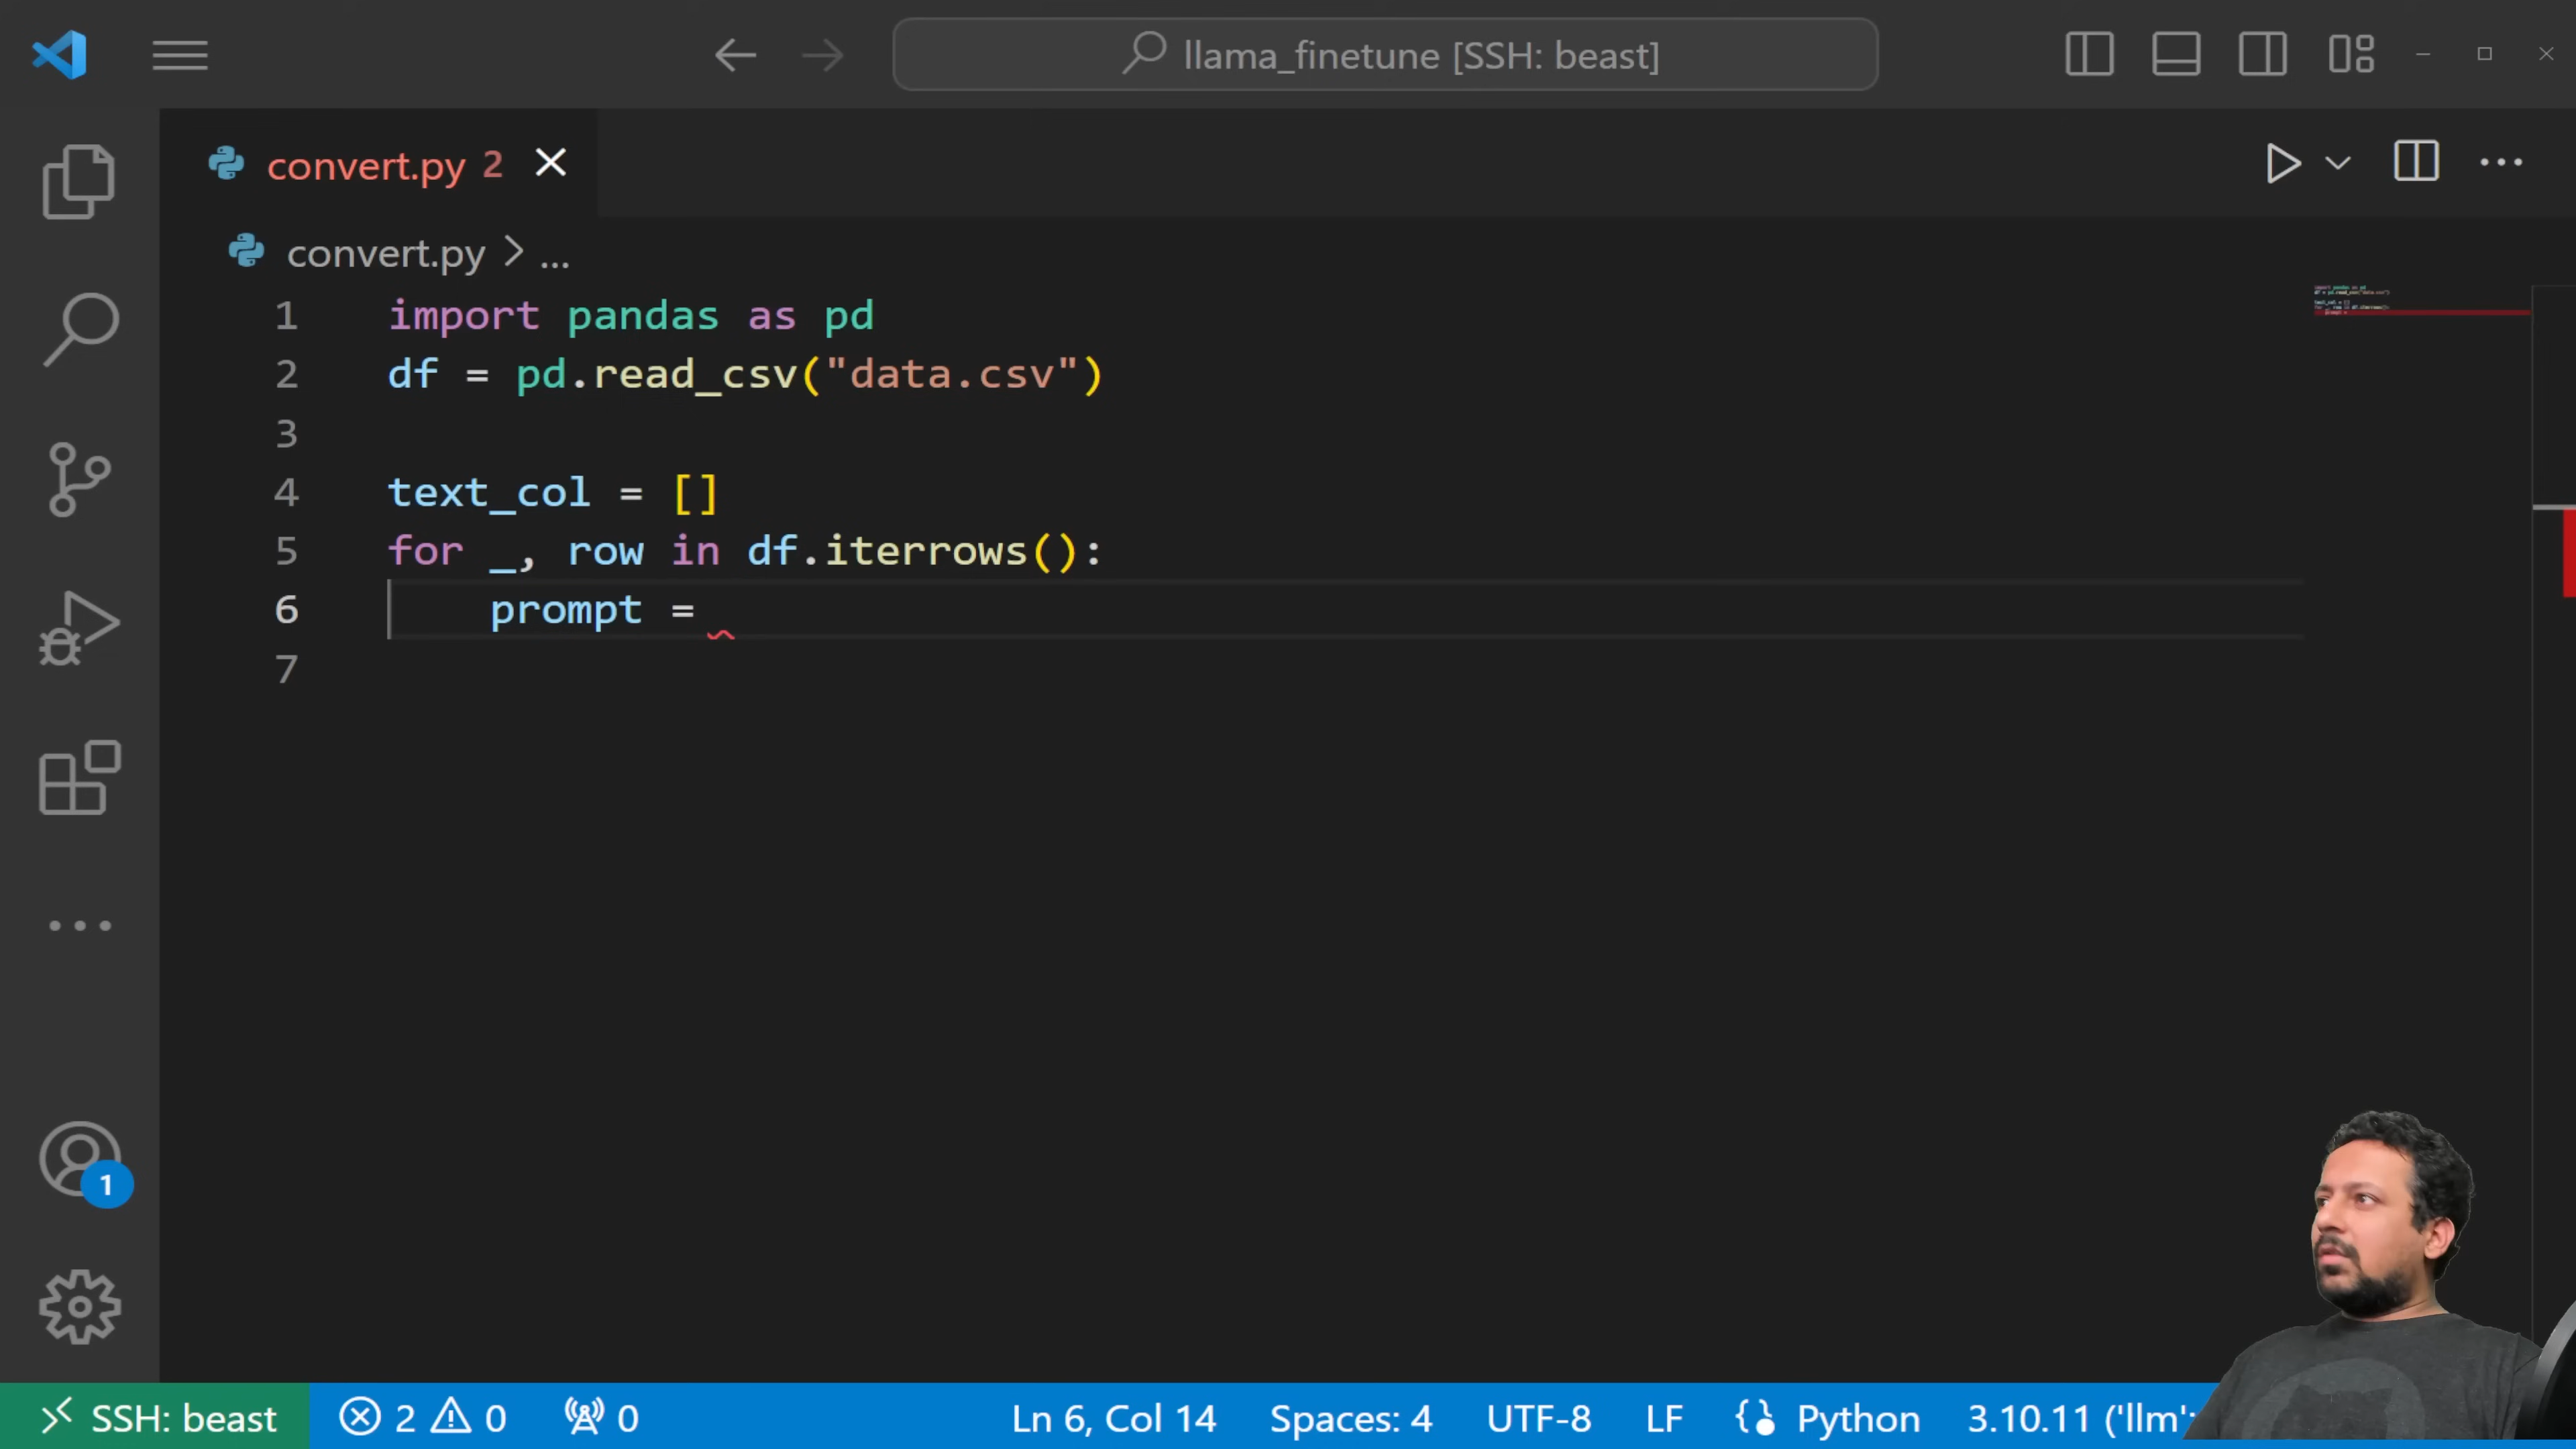 llama_finetune [SSH: beast]
convert.py 2
convert.py > ...
1 import pandas as pd
2 df = pd.read_csv("data.csv")
3
4 text_col = []
5 for _, row in df.iterrows():
6 prompt =
7
1
SSH: beast 2 0 0 Ln 6, Col 14 Spaces: 4 UTF-8 LF Python 3.10.11 ('llm':